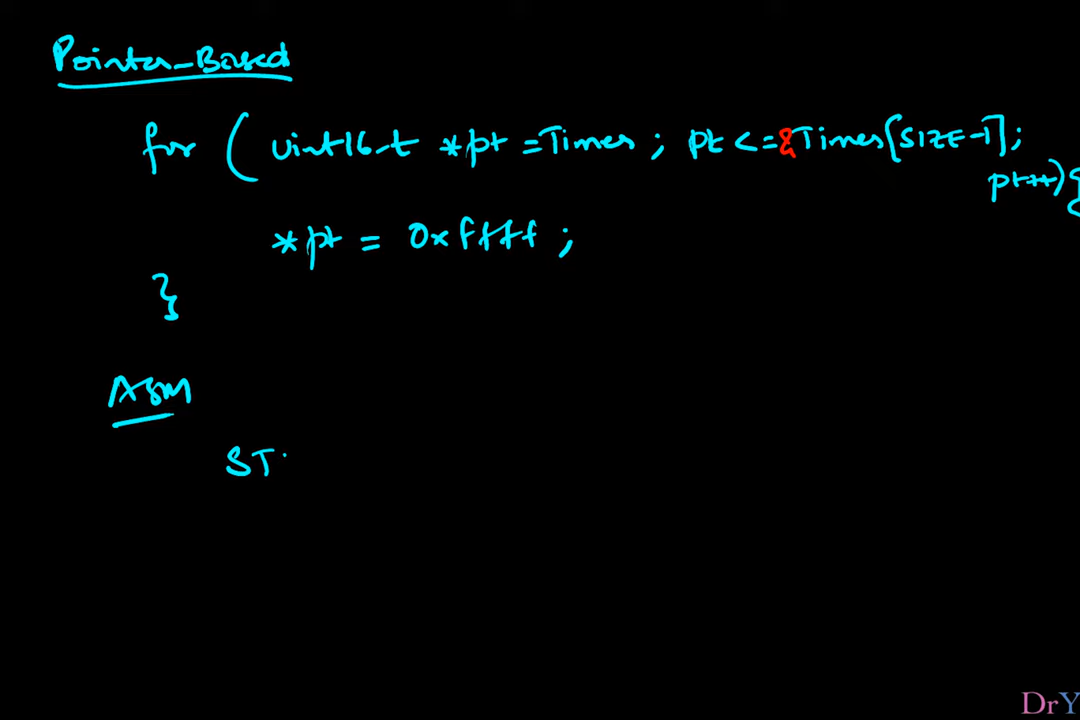 Pointer-Based
for ( uint16_t *pt = Times ; pt <= &Times[SIZE-1];
pt++) {
*pt = 0xffff ;
}
ASM
ST
DrY